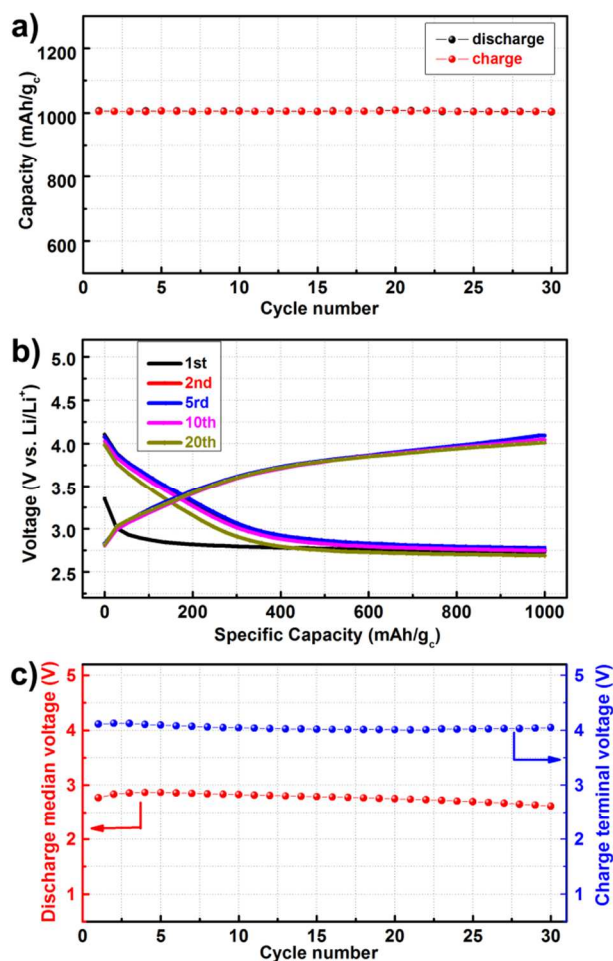 a)
Capacity (mAh/gc)
1200
1000
800
600
discharge
charge
0 5 10 15 20 25 30
Cycle number
b)
Voltage (V vs. Li/Li+)
5.0
4.5
4.0
3.5
3.0
2.5
1st
2nd
5rd
10th
20th
0 200 400 600 800 1000
Specific Capacity (mAh/gc)
c)
Discharge median voltage (V)
5
4
3
2
1
Charge terminal voltage (V)
5
4
3
2
1
0 5 10 15 20 25 30
Cycle number